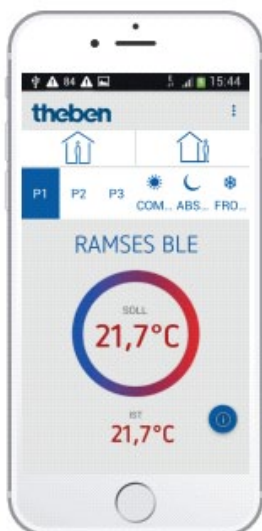 84 15:44
theben
P1 P2 P3 COM... ABS... FRO...
RAMSES BLE
SOLL
21,7°C
IST
21,7°C
i